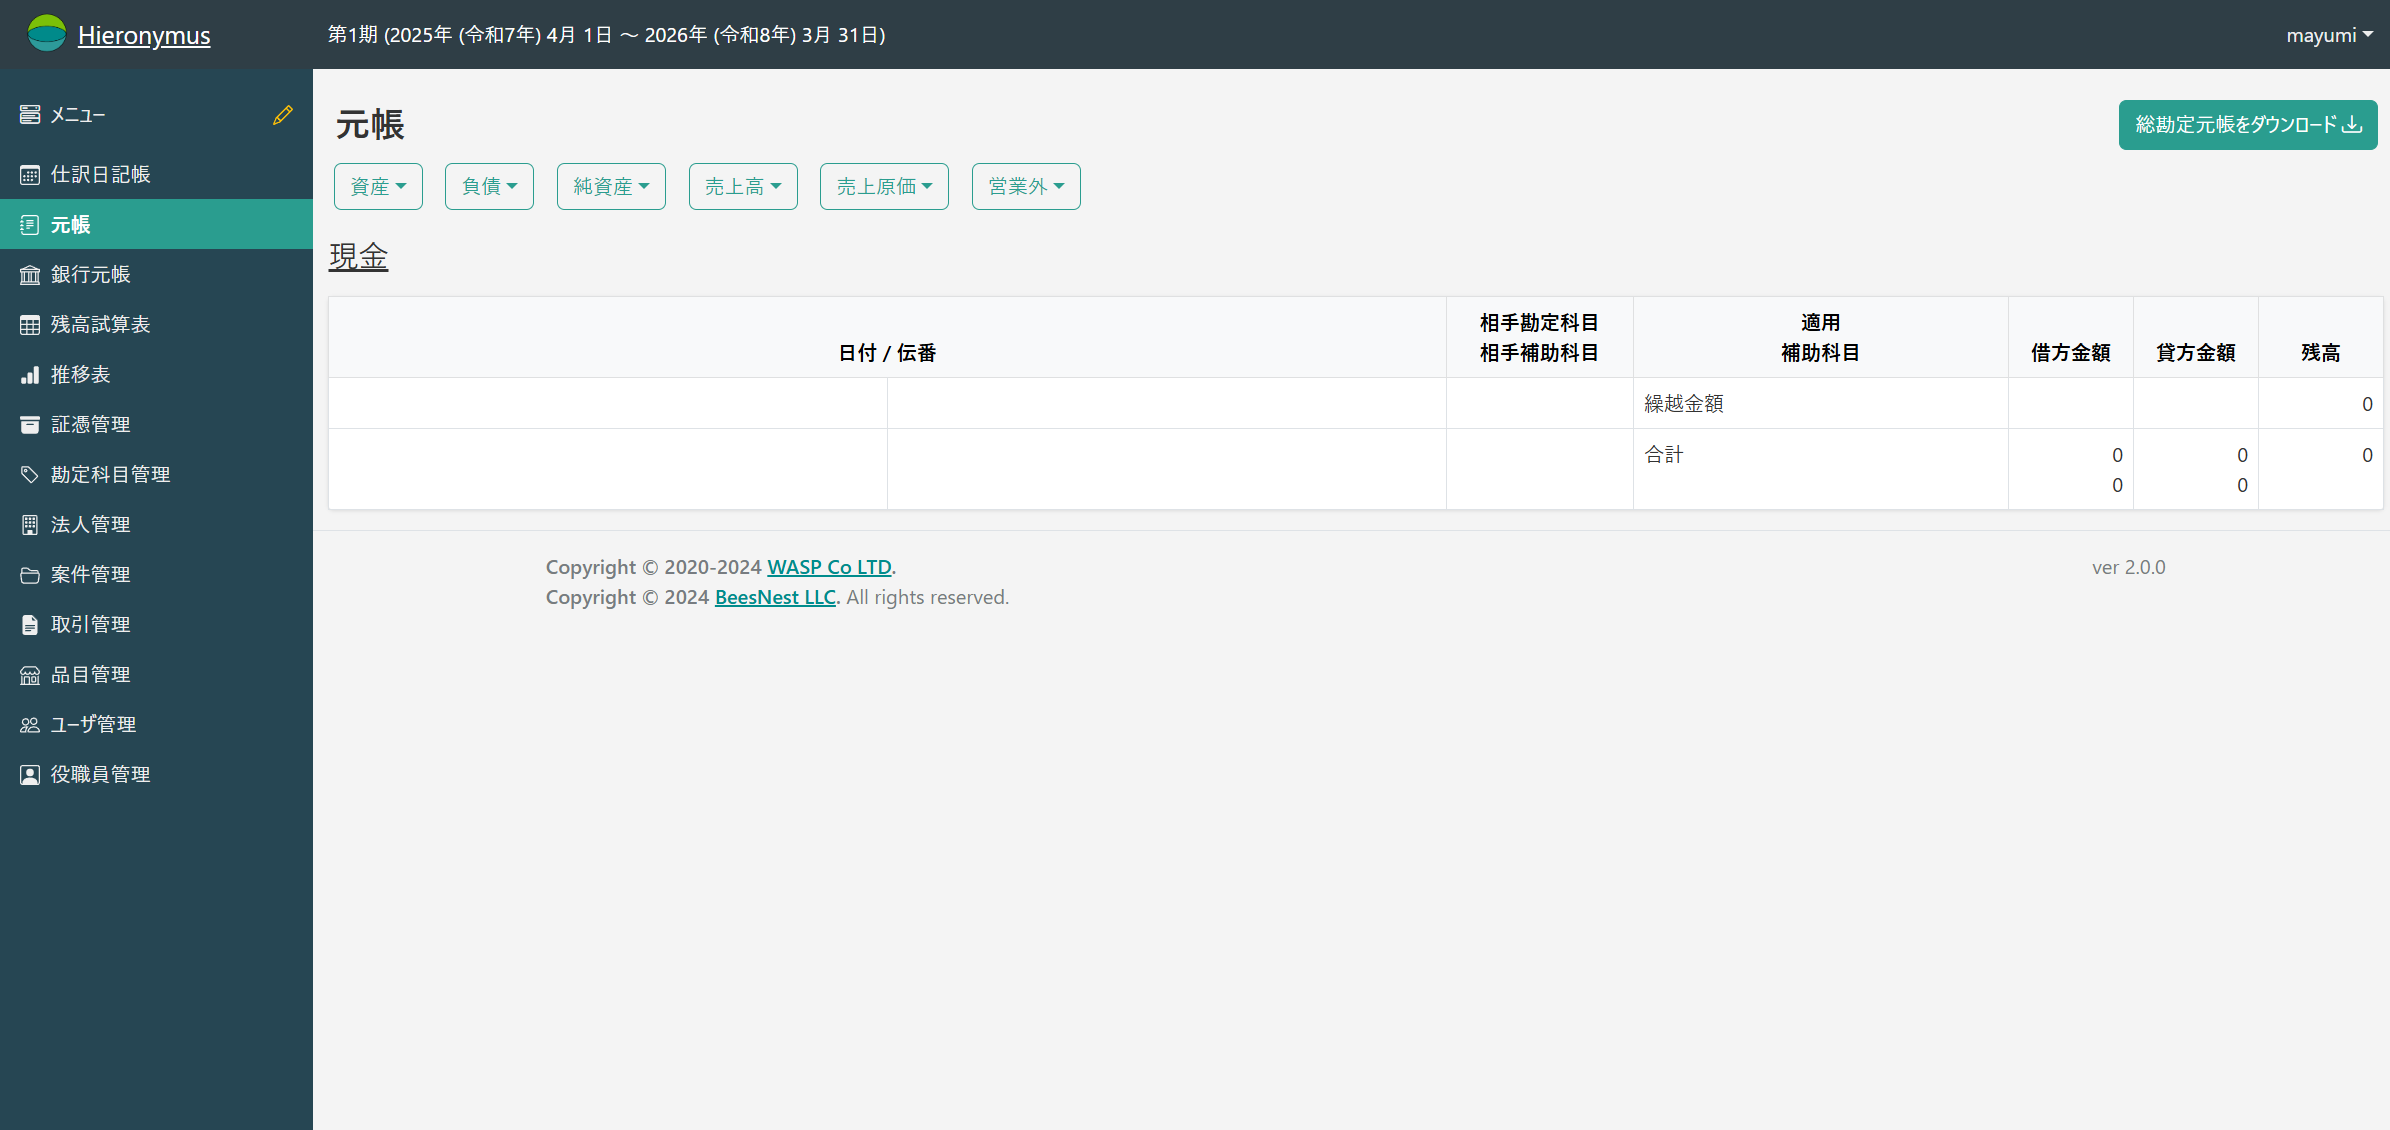 Hieronymus
第1期 (2025年 (令和7年) 4月 1日 ～ 2026年 (令和8年) 3月 31日)
mayumi
メニュー
仕訳日記帳
元帳
銀行元帳
残高試算表
推移表
証憑管理
勘定科目管理
法人管理
案件管理
取引管理
品目管理
ユーザ管理
役職員管理
元帳
総勘定元帳をダウンロード
資産 負債 純資産 売上高 売上原価 営業外
現金
日付 / 伝番 相手勘定科目 相手補助科目 適用 補助科目 借方金額 貸方金額 残高
繰越金額 0
合計 0 0 0
0 0
Copyright © 2020-2024 WASP Co LTD.
Copyright © 2024 BeesNest LLC. All rights reserved.
ver 2.0.0